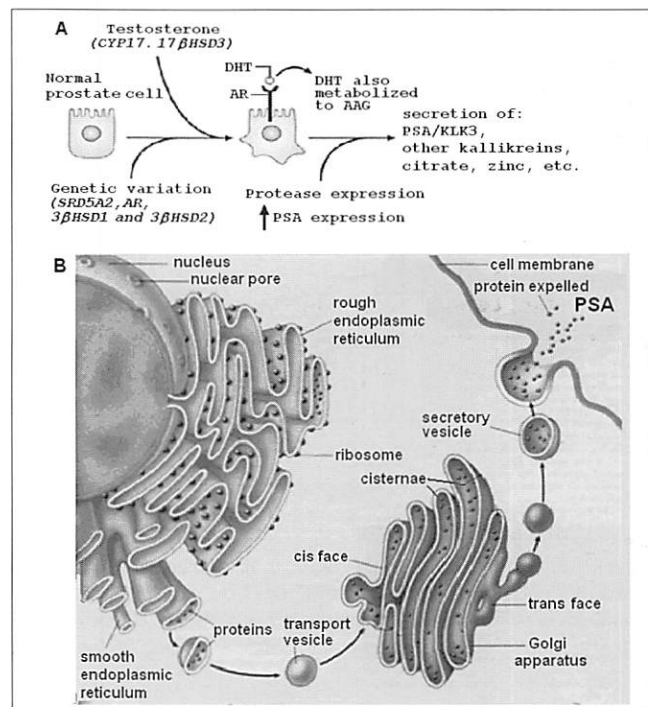 A
Testosterone
(CYP17. 17βHSD3)
Normal
prostate cell
DHT
AR
DHT also
metabolized
to AAG
secretion of:
PSA/KLK3,
other kallikreins,
citrate, zinc, etc.
Genetic variation
(SRD5A2,AR,
3βHSD1 and 3βHSD2)
Protease expression
PSA expression
B
nucleus
nuclear pore
rough
endoplasmic
reticulum
ribosome
cell membrane
protein expelled
PSA
secretory
vesicle
cisternae
cis face
trans face
Golgi
apparatus
proteins
transport
vesicle
smooth
endoplasmic
reticulum